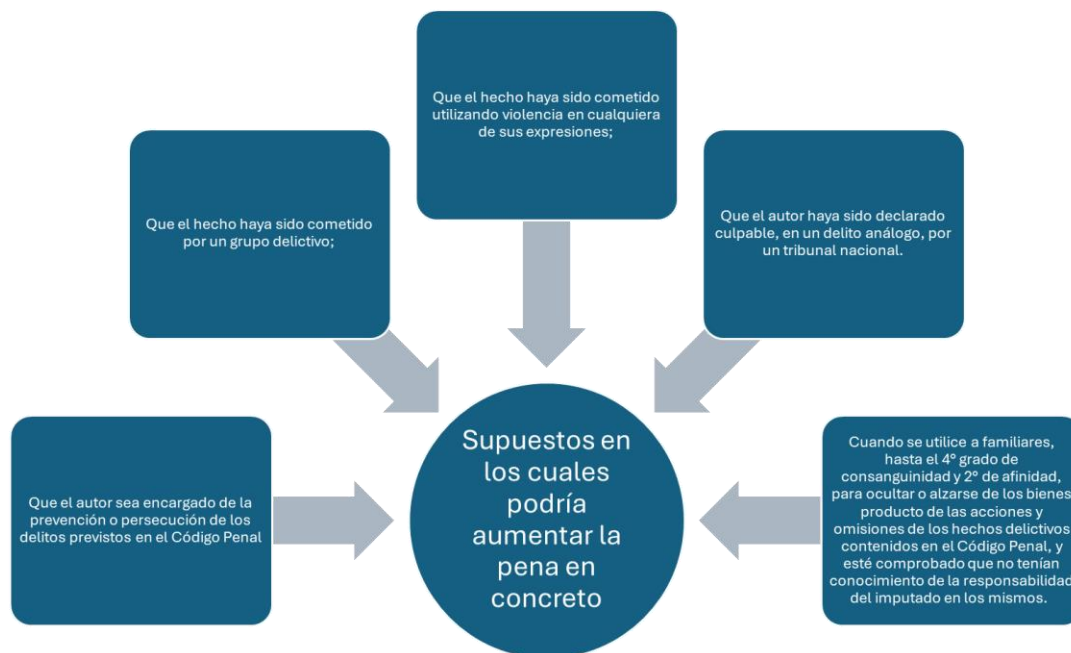 Que el hecho haya sido cometido
utilizando violencia en cualquiera
de sus expresiones;
Que el hecho haya sido cometido
por un grupo delictivo;
Que el autor haya sido declarado
culpable, en un delito análogo, por
un tribunal nacional.
Que el autor sea encargado de la
prevención o persecución de los
delitos previstos en el Código Penal
Supuestos en
los cuales
podría
aumentar la
pena en
concreto
Cuando se utilice a familiares,
hasta el 4º grado de
consanguinidad y 2º de afinidad,
para ocultar o alzarse de los bienes
producto de las acciones y
omisiones de los hechos delictivos
contenidos en el Código Penal, y
esté comprobado que no tenían
conocimiento de la responsabilidad
del imputado en los mismos.